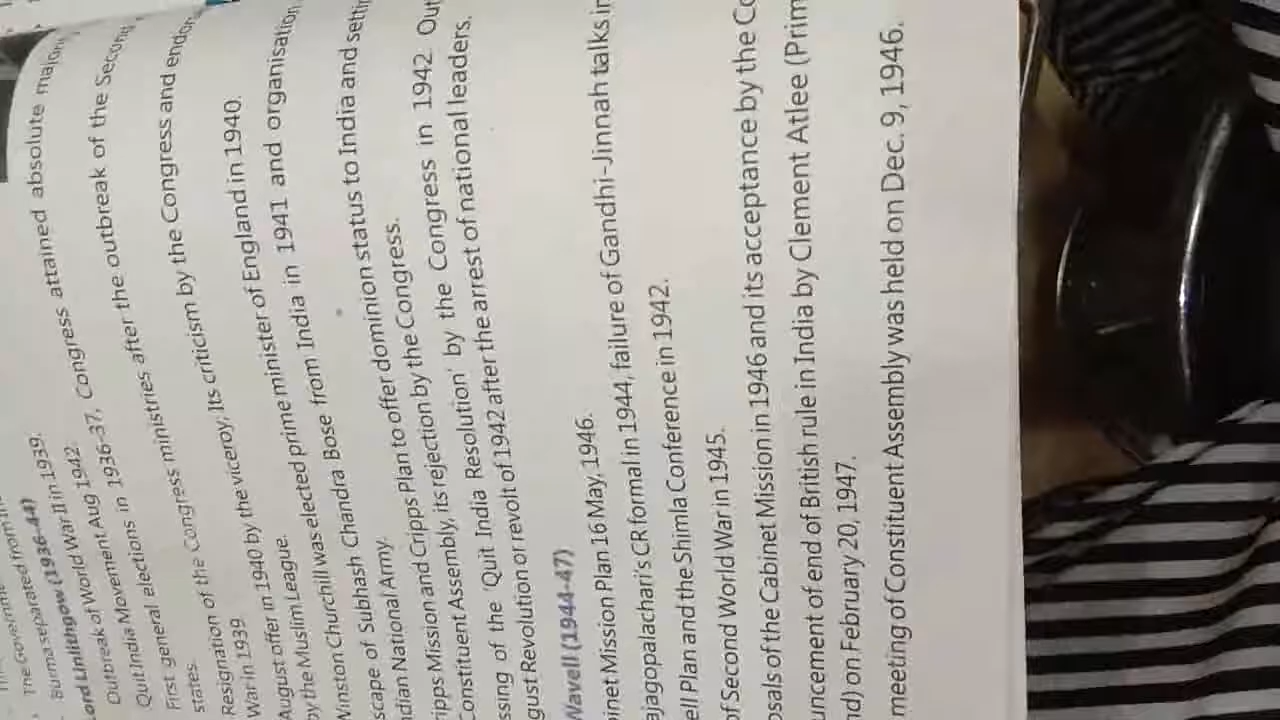 The Government
The Governmentseparated from
Burma separated from II in 1939.
Lord Linlithgow (1936-44)
Outbreak of World War Aug 1942.
Quit India Movement in 1936-37, Congress attained absolute
First general elections ministries after the outbreak of the Second
states.
Resignation of the Congress ministries by the Congress and
War in 1939
August offer in 1940 by the viceroy; Its criticism
by the Muslim League.
Winston Churchill was elected prime minister of England in 1940.
scape of Subhash Chandra Bose from India in 1941 and organisation
ndian National Army.
ripps Mission and Cripps Plan to offer dominion status to India and
Constituent Assembly, its rejection by the Congress.
ssing of the 'Quit India Resolution' by the Congress in 1942
gust Revolution or revolt of 1942 after the arrest of national leaders.
Wavell (1944-47)
inet Mission Plan 16 May, 1946.
ajagopalachari's CR formal in 1944, failure of Gandhi-Jinnah talks in
ell Plan and the Shimla Conference in 1942.
of Second World War in 1945.
osals of the Cabinet Mission in 1946 and its acceptance by the Co
uncement of end of British rule in India by Clement Atlee (Prim
nd) on February 20, 1947.
meeting of Constituent Assembly was held on Dec. 9, 1946.